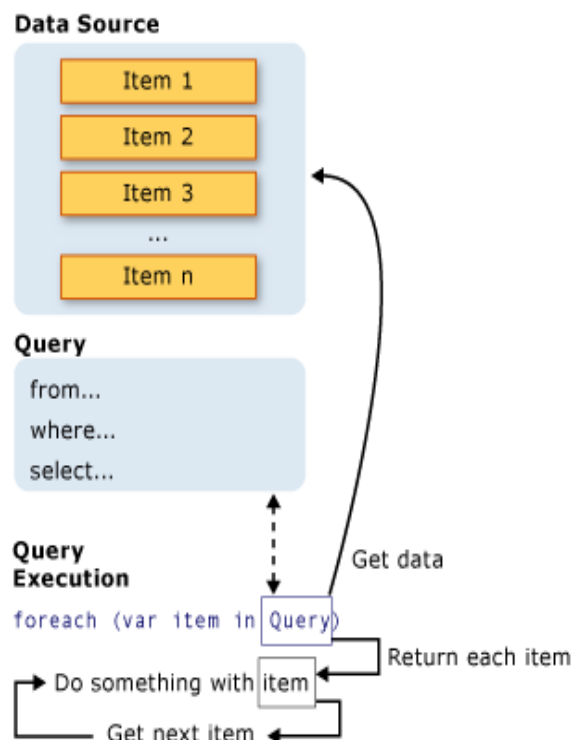 Data Source
Item 1
Item 2
Item 3
...
Item n
Query
from...
where...
select...
Query
Execution
Get data
foreach (var item in Query)
Return each item
Do something with item
Get next item